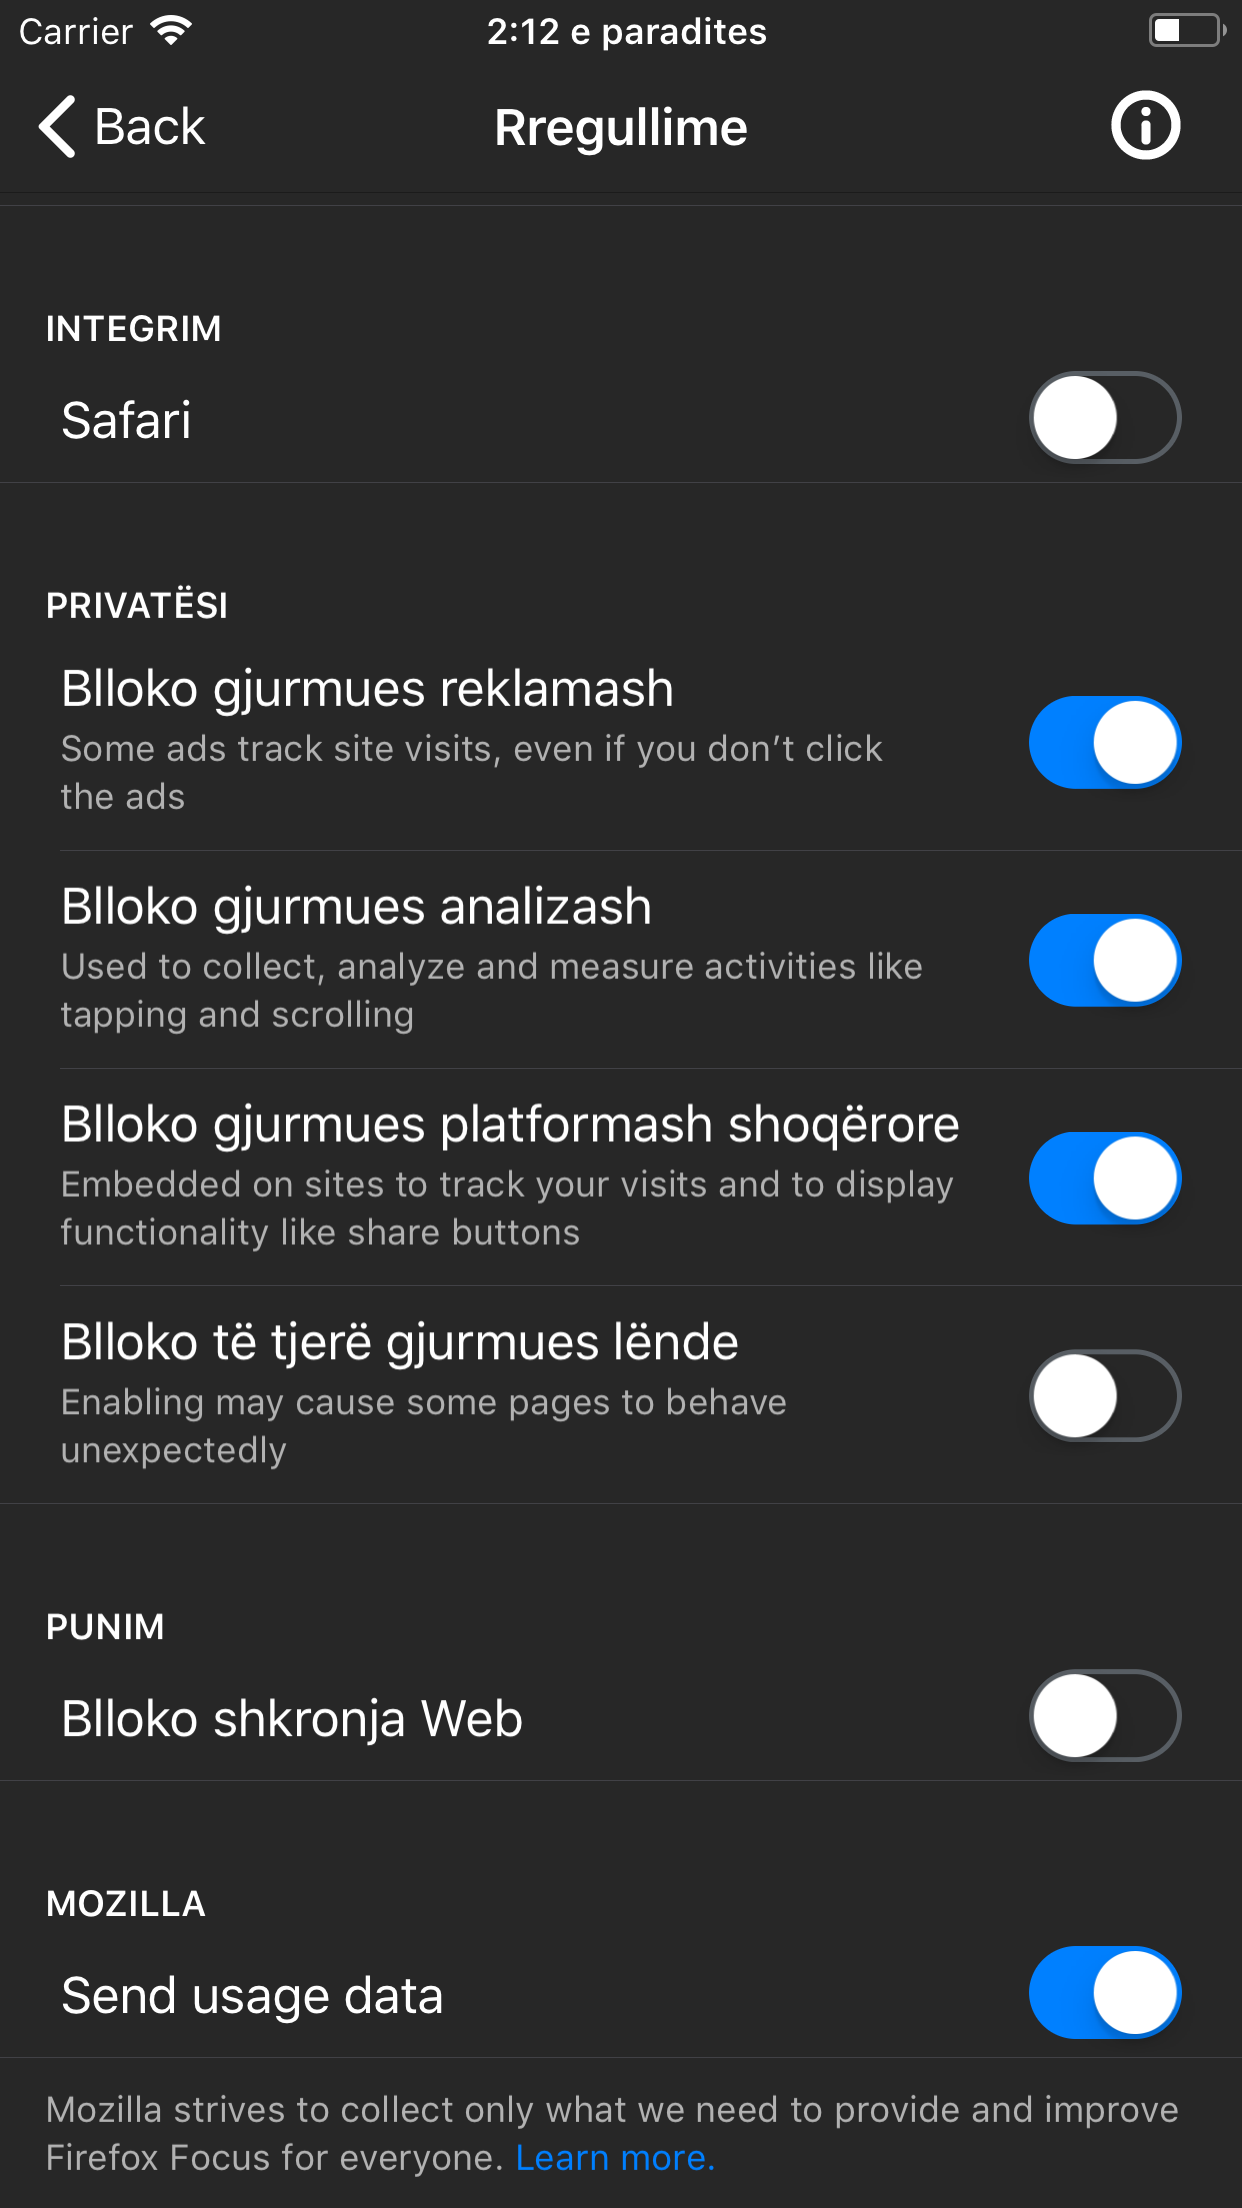 Carrier 2:12 e paradites
Back Rregullime
INTEGRIM
Safari
PRIVATËSI
Blloko gjurmues reklamash
Some ads track site visits, even if you don’t click
the ads
Blloko gjurmues analizash
Used to collect, analyze and measure activities like
tapping and scrolling
Blloko gjurmues platformash shoqërore
Embedded on sites to track your visits and to display
functionality like share buttons
Blloko të tjerë gjurmues lënde
Enabling may cause some pages to behave
unexpectedly
PUNIM
Blloko shkronja Web
MOZILLA
Send usage data
Mozilla strives to collect only what we need to provide and improve
Firefox Focus for everyone. Learn more.